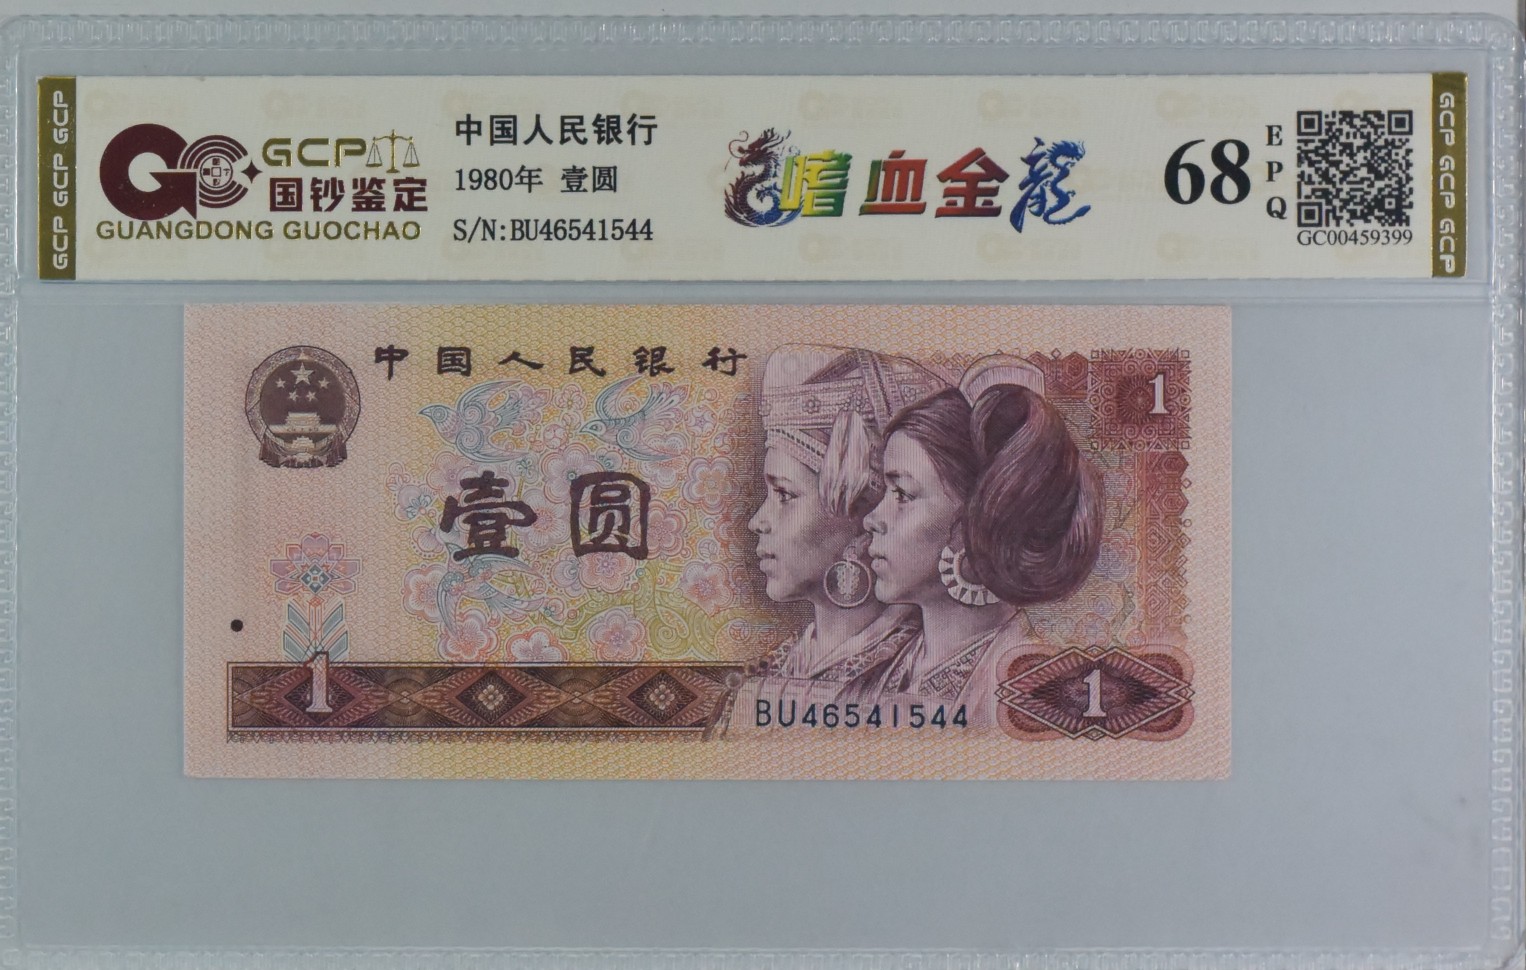 GCP GCP GCP
GCP
国钞鉴定
GUANGDONG GUOCHAO
中国人民银行
1980年 壹圆
S/N:BU46541544
嗜血金龍
68
EPQ
GC00459399
GCP GCP GCP
中国人民银行
1
壹圆
1
BU46541544
1